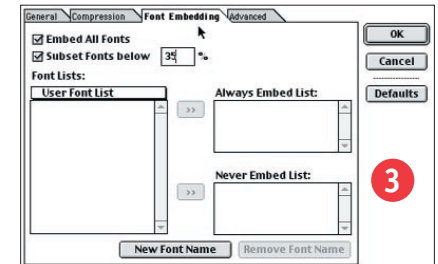 General Compression Font Embedding Advanced
Embed All Fonts
Subset Fonts below 35 %
Font Lists:
User Font List
>>
Always Embed List:
>>
Never Embed List:
New Font Name Remove Font Name
OK
Cancel
Defaults
3